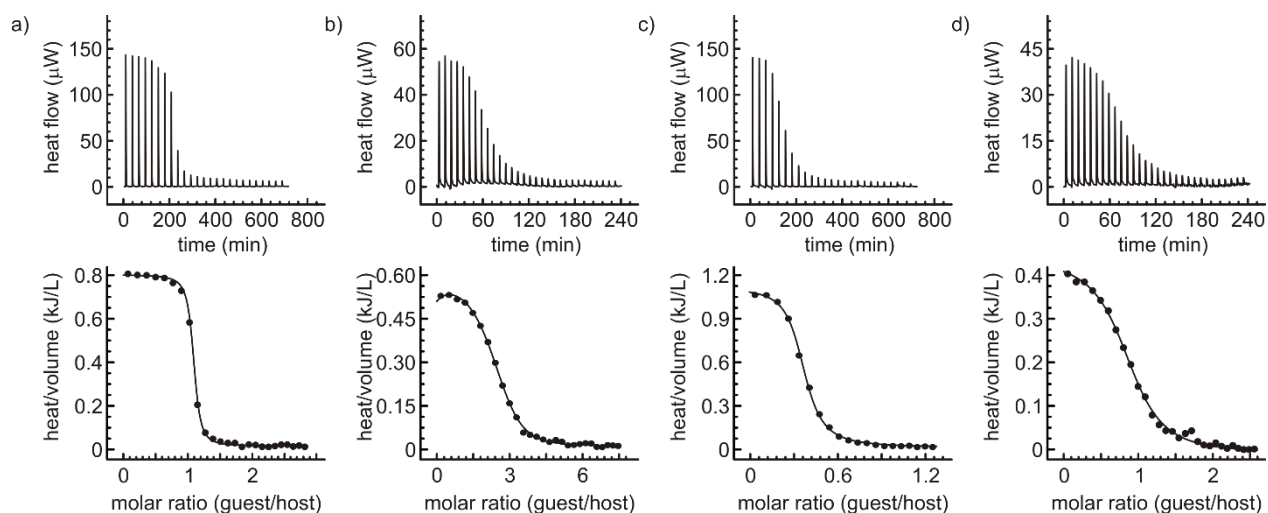 a)
heat flow (μW)
150
100
50
0
0 200 400 600 800
time (min)
heat/volume (kJ/L)
0.8
0.6
0.4
0.2
0
0 1 2
molar ratio (guest/host)
b)
heat flow (μW)
60
40
20
0
0 60 120 180 240
time (min)
heat/volume (kJ/L)
0.60
0.45
0.30
0.15
0
0 3 6
molar ratio (guest/host)
c)
heat flow (μW)
150
100
50
0
0 200 400 600 800
time (min)
heat/volume (kJ/L)
1.2
0.9
0.6
0.3
0
0 0.6 1.2
molar ratio (guest/host)
d)
heat flow (μW)
45
30
15
0
0 60 120 180 240
time (min)
heat/volume (kJ/L)
0.4
0.3
0.2
0.1
0
0 1 2
molar ratio (guest/host)